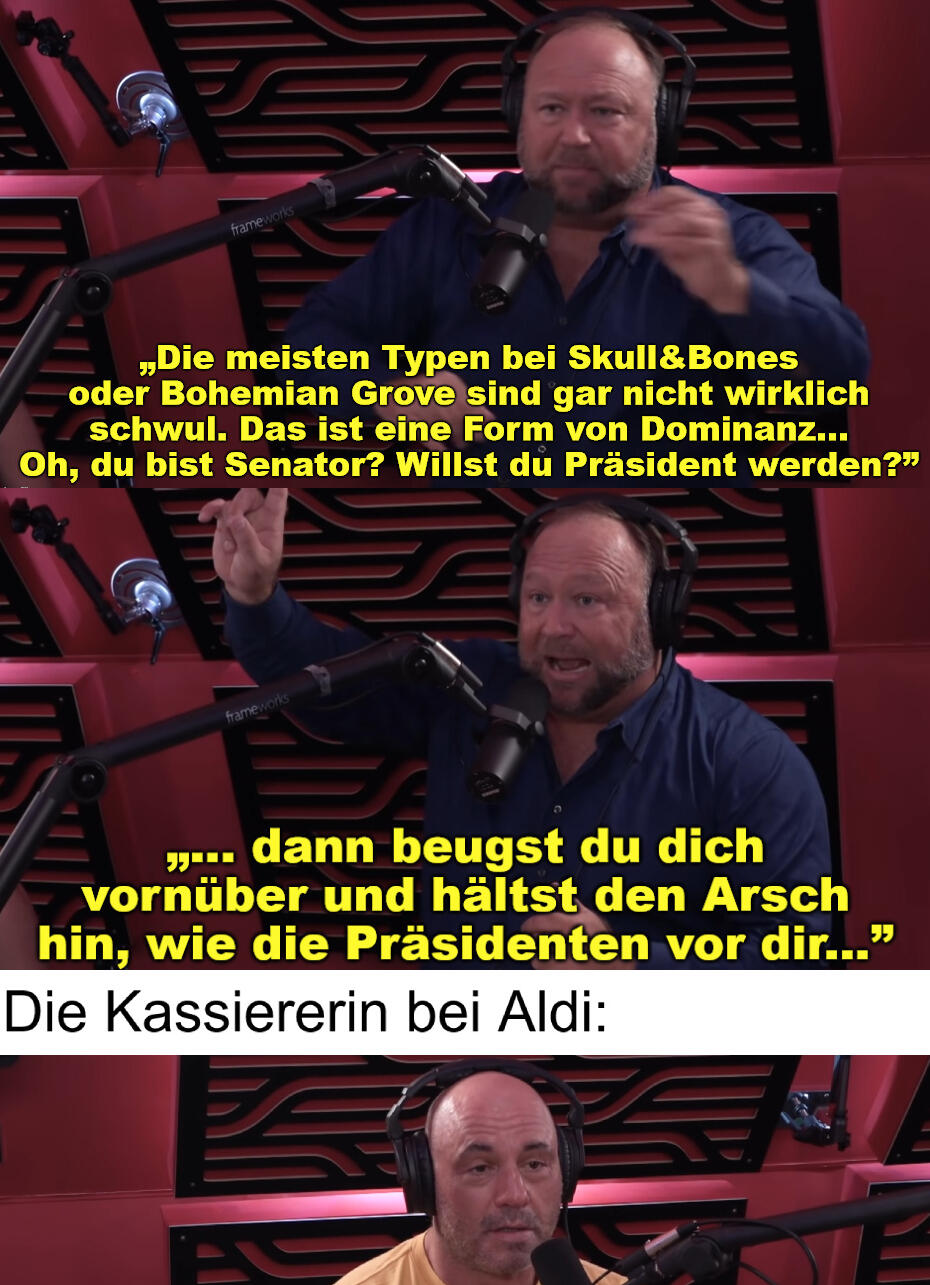 frameworks
„Die meisten Typen bei Skull&Bones
oder Bohemian Grove sind gar nicht wirklich
schwul. Das ist eine Form von Dominanz...
Oh, du bist Senator? Willst du Präsident werden?”
frameworks
„... dann beugst du dich
vornüber und hältst den Arsch
hin, wie die Präsidenten vor dir...”
Die Kassiererin bei Aldi: